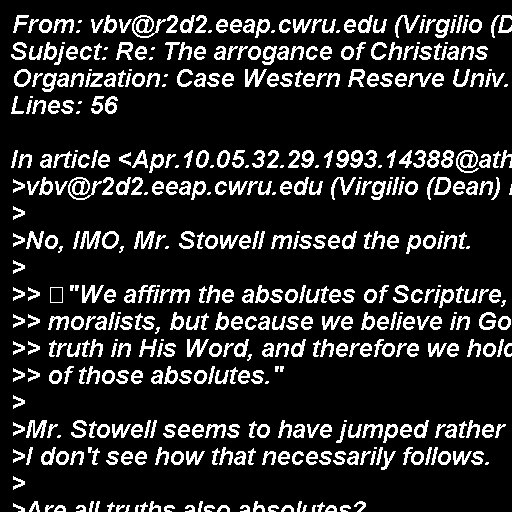 From: vbv@r2d2.eeap.cwru.edu (Virgilio (D
Subject: Re: The arrogance of Christians
Organization: Case Western Reserve Univ.
Lines: 56

In article <Apr.10.05.32.29.1993.14388@ath
>vbv@r2d2.eeap.cwru.edu (Virgilio (Dean)
>
>No, IMO, Mr. Stowell missed the point.
>
>> "We affirm the absolutes of Scripture,
>> moralists, but because we believe in Go
>> truth in His Word, and therefore we hold
>> of those absolutes."
>
>Mr. Stowell seems to have jumped rather
>I don't see how that necessarily follows.
>
>Are all truths also absolutes?